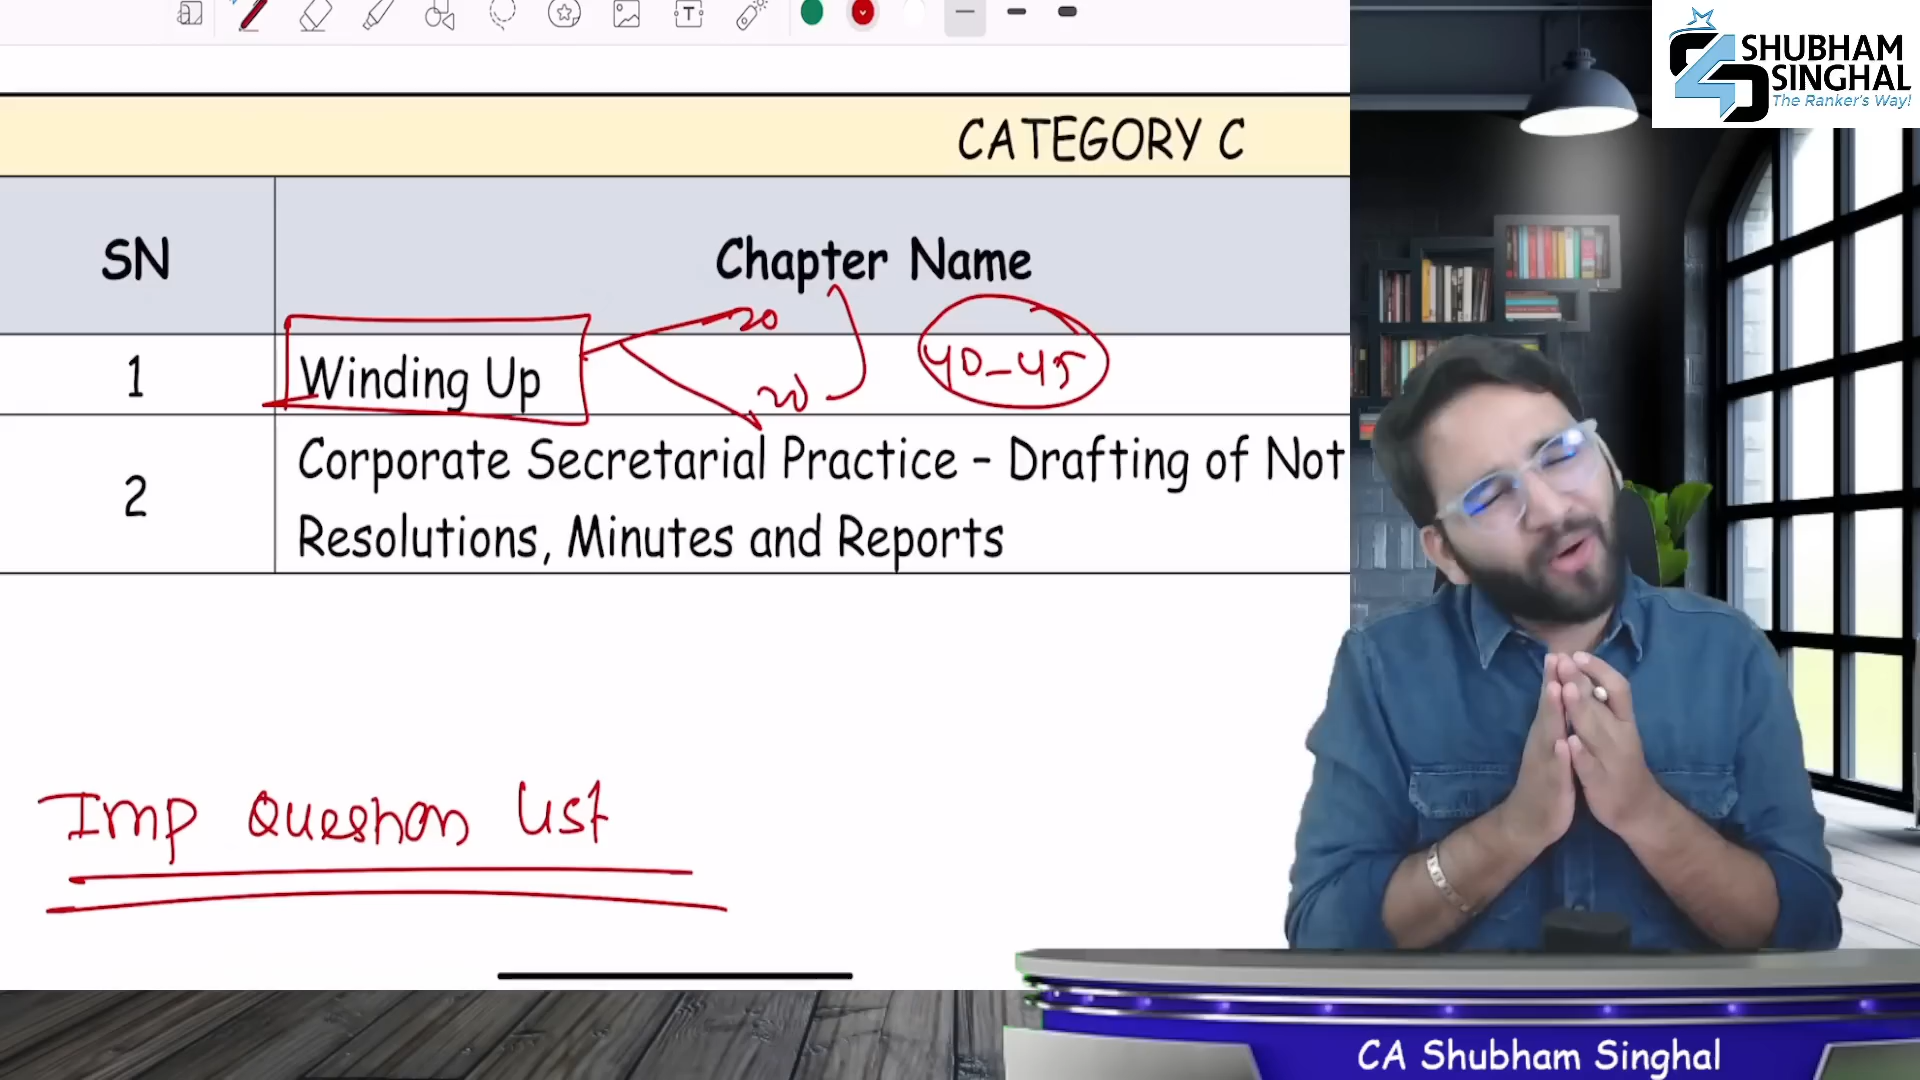 SHUBHAM
SINGHAL
The Ranker's Way!
CATEGORY C
SN
Chapter Name
1
Winding Up
20
20
40-45
2
Corporate Secretarial Practice – Drafting of Not
Resolutions, Minutes and Reports
Imp Question List
CA Shubham Singhal